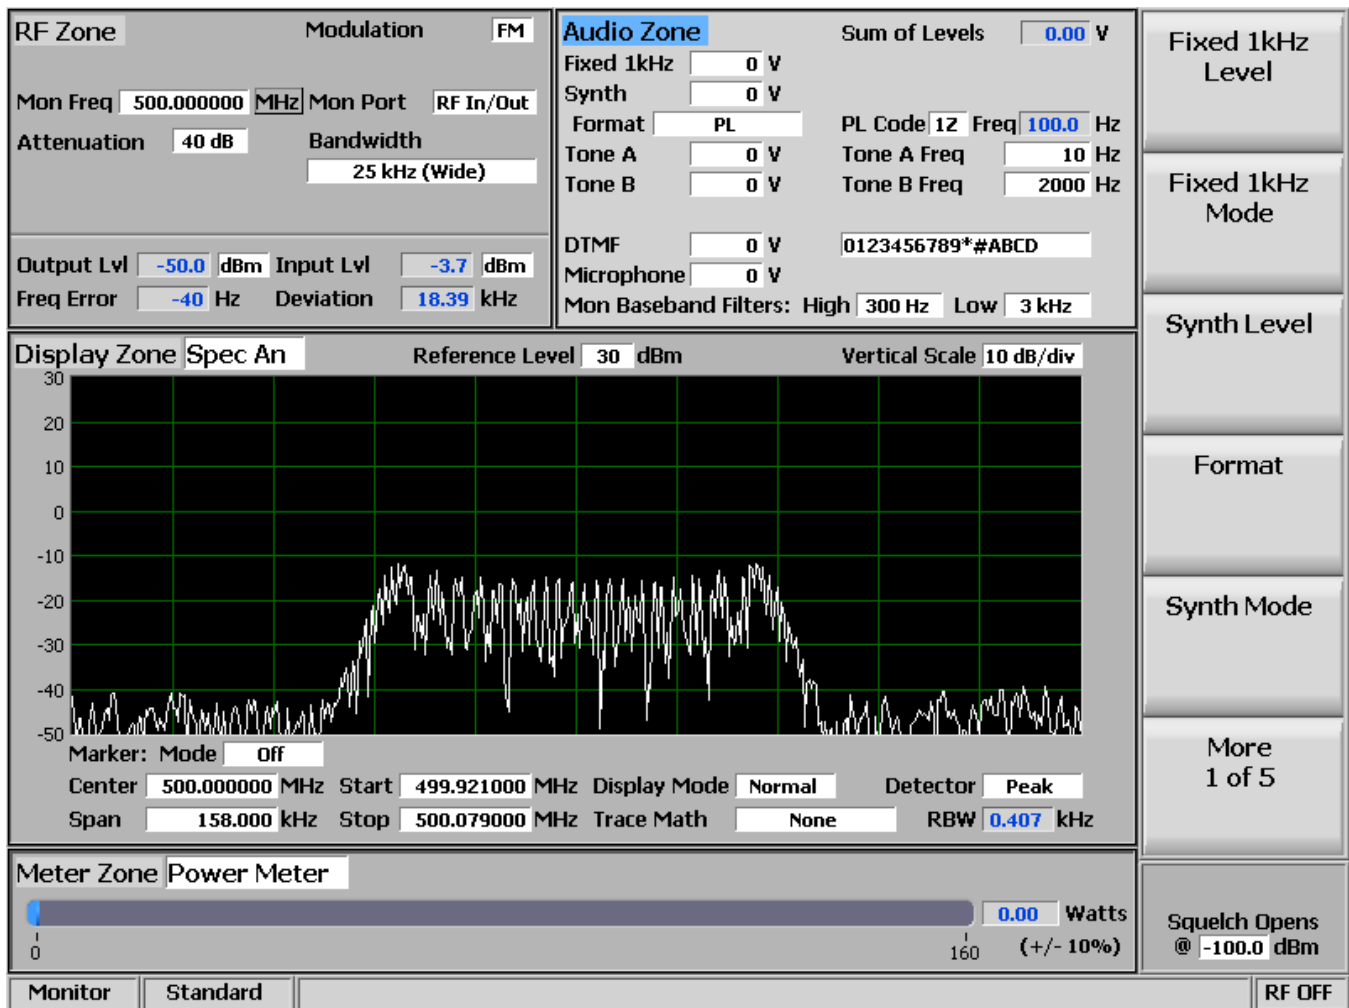 RF Zone Modulation FM
Mon Freq 500.000000 MHz Mon Port RF In/Out
Attenuation 40 dB Bandwidth
25 kHz (Wide)
Output Lvl -50.0 dBm Input Lvl -3.7 dBm
Freq Error -40 Hz Deviation 18.39 kHz
Audio Zone Sum of Levels 0.00 V
Fixed 1kHz 0 V
Synth 0 V
Format PL PL Code 1Z Freq 100.0 Hz
Tone A 0 V Tone A Freq 10 Hz
Tone B 0 V Tone B Freq 2000 Hz
DTMF 0 V 0123456789*#ABCD
Microphone 0 V
Mon Baseband Filters: High 300 Hz Low 3 kHz
Display Zone Spec An Reference Level 30 dBm Vertical Scale 10 dB/div
30
20
10
0
-10
-20
-30
-40
-50
Marker: Mode Off
Center 500.000000 MHz Start 499.921000 MHz Display Mode Normal Detector Peak
Span 158.000 kHz Stop 500.079000 MHz Trace Math None RBW 0.407 kHz
Meter Zone Power Meter
0.00 Watts
0 160 (+/- 10%)
Monitor Standard RF OFF
Fixed 1kHz
Level
Fixed 1kHz
Mode
Synth Level
Format
Synth Mode
More
1 of 5
Squelch Opens
@ -100.0 dBm